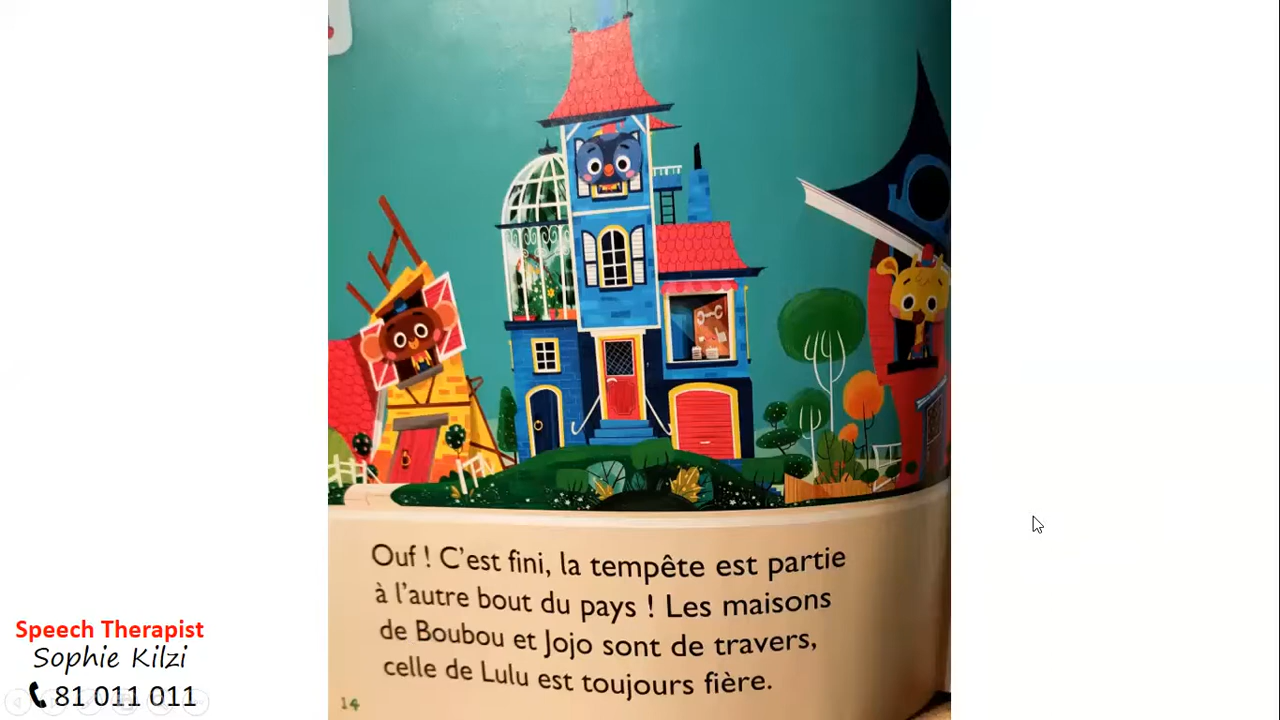 Ouf ! C'est fini, la tempête est partie
à l'autre bout du pays ! Les maisons
de Boubou et Jojo sont de travers,
celle de Lulu est toujours fière.
14
Speech Therapist
Sophie Kilzi
81 011 011